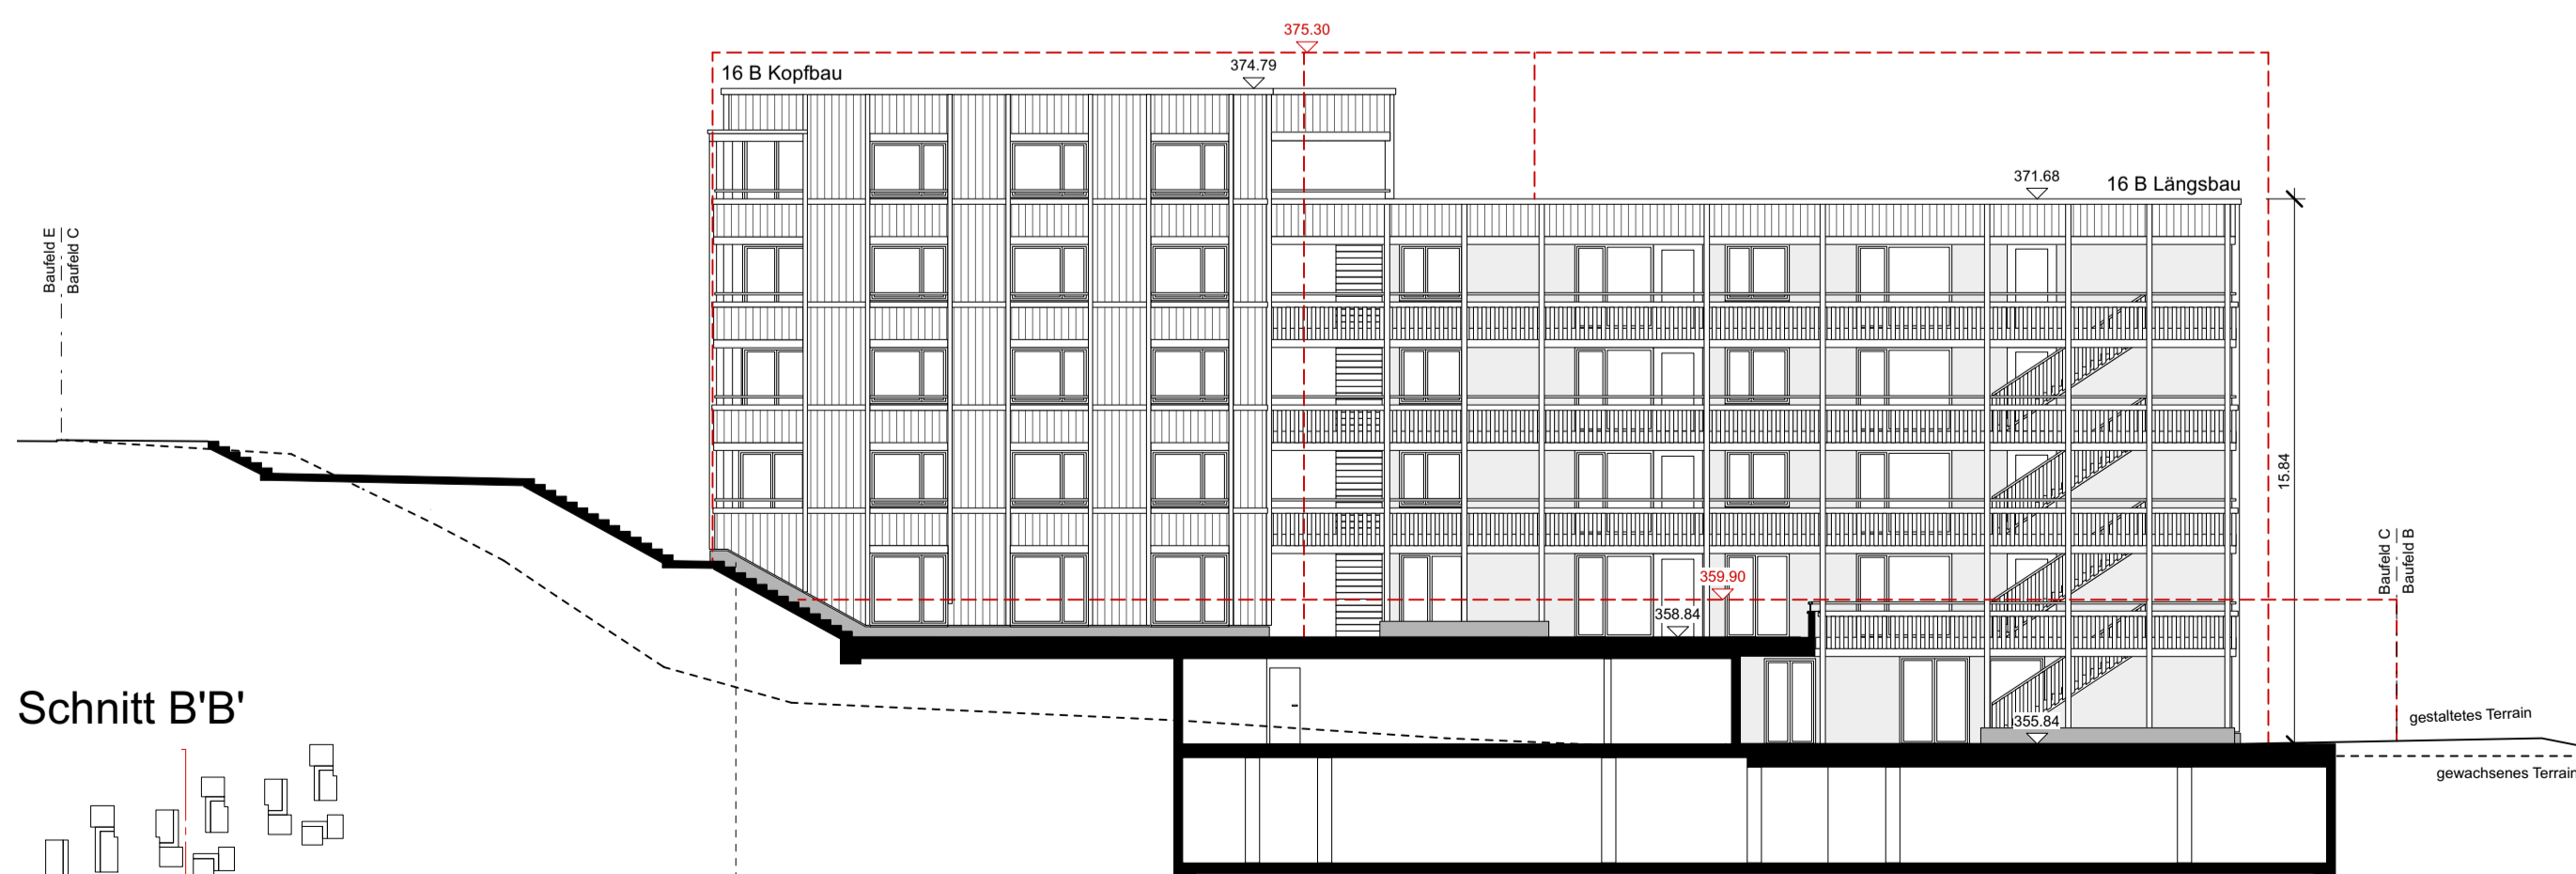 375.30
16 B Kopfbau
374.79
371.68
16 B Längsbau
Baufeld E
Baufeld C
15.84
Baufeld C
Baufeld B
359.90
358.84
355.84
gestaltetes Terrain
gewachsenes Terrain
Schnitt B'B'